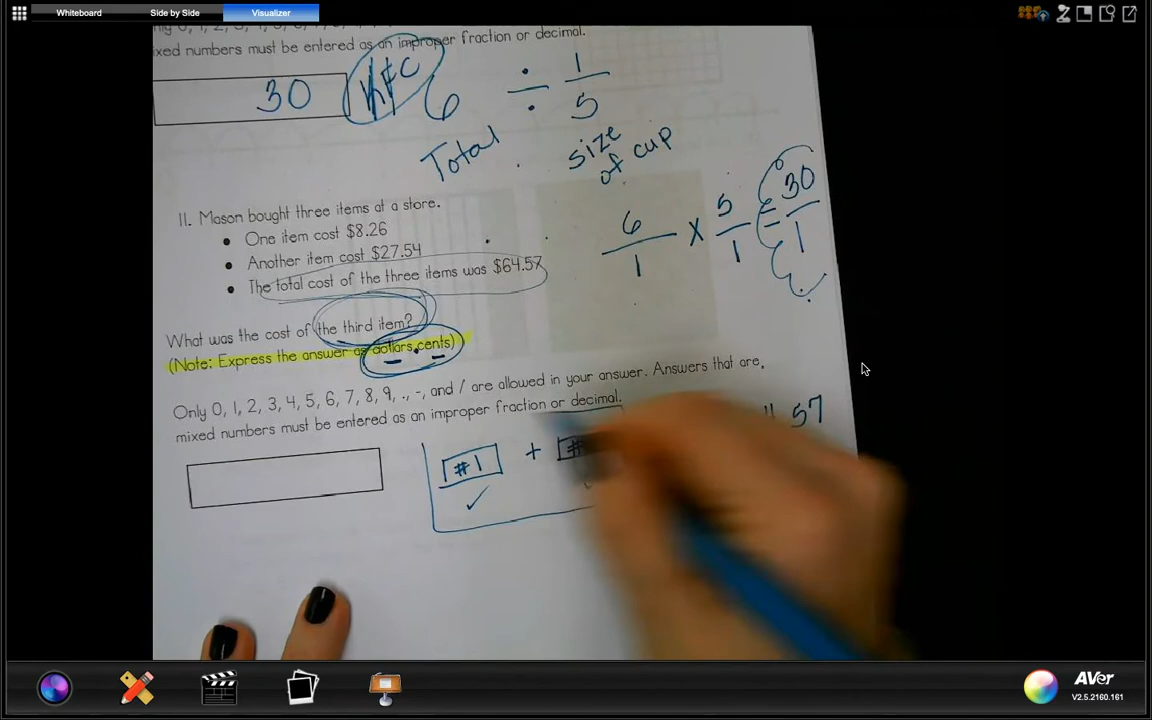 Whiteboard Side by Side Visualizer
mixed numbers must be entered as an improper fraction or decimal.
30 KFC 6 ÷ 1/5
Total size of cup
6/1 X 5/1 = 30/1
11. Mason bought three items at a store.
• One item cost $8.26
• Another item cost $27.54
• The total cost of the three items was $64.57
What was the cost of the third item?
(Note: Express the answer as dollars.cents)
Only 0, 1, 2, 3, 4, 5, 6, 7, 8, 9, ., -, and / are allowed in your answer. Answers that are,
mixed numbers must be entered as an improper fraction or decimal.
57
#1 + #
AVer
V2.5.2160.161